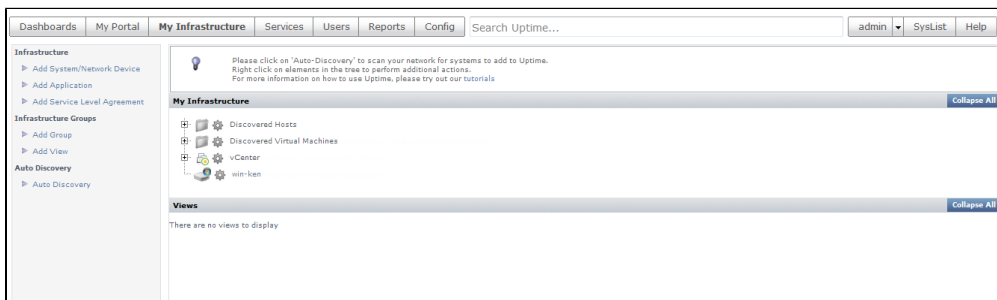 Dashboards My Portal My Infrastructure Services Users Reports Config Search Uptime... admin SysList Help
Infrastructure
Add System/Network Device
Add Application
Add Service Level Agreement
Infrastructure Groups
Add Group
Add View
Auto Discovery
Auto Discovery
Please click on 'Auto-Discovery' to scan your network for systems to add to Uptime.
Right click on elements in the tree to perform additional actions.
For more information on how to use Uptime, please try out our tutorials
My Infrastructure Collapse All
Discovered Hosts
Discovered Virtual Machines
vCenter
win-ken
Views Collapse All
There are no views to display